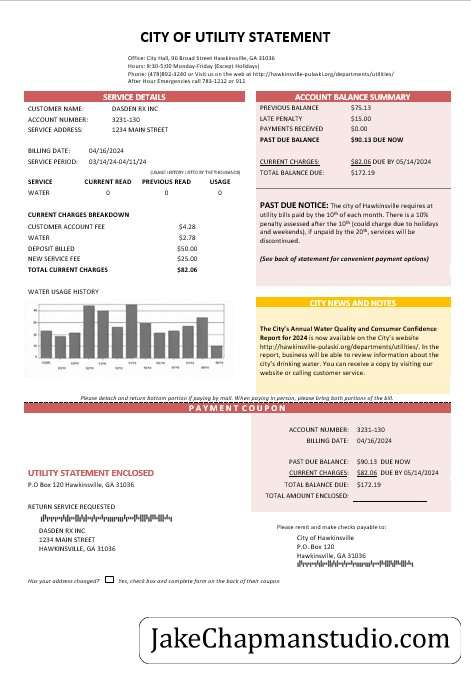 CITY OF UTILITY STATEMENT
Office: City Hall, 96 Broad Street Hawkinsville, GA 31036
Hours: 8:30-5:00 Monday-Friday (Except Holidays)
Phone: (478)892-3240 or Visit us on the web at http://hawkinsville-pulaski.org/departments/utilities/
After Hour Emergencies call 783-1212 or 911
SERVICE DETAILS
CUSTOMER NAME: DASDEN RX INC
ACCOUNT NUMBER: 3231-130
SERVICE ADDRESS: 1234 MAIN STREET
BILLING DATE: 04/16/2024
SERVICE PERIOD: 03/14/24-04/11/24
SERVICE CURRENT READ PREVIOUS READ USAGE
WATER 0 0 0
CURRENT CHARGES BREAKDOWN
CUSTOMER ACCOUNT FEE $4.28
WATER $2.78
DEPOSIT BILLED $50.00
NEW SERVICE FEE $25.00
TOTAL CURRENT CHARGES $82.06
WATER USAGE HISTORY
ACCOUNT BALANCE SUMMARY
PREVIOUS BALANCE $75.13
LATE PENALTY $15.00
PAYMENTS RECEIVED $0.00
PAST DUE BALANCE $90.13 DUE NOW
CURRENT CHARGES: $82.06 DUE BY 05/14/2024
TOTAL BALANCE DUE: $172.19
PAST DUE NOTICE: The city of Hawkinsville requires at
utility bills paid by the 10th of each month. There is a 10%
penalty assessed after the 10th (could charge due to holidays
and weekends), if unpaid by the 20th, services will be
discontinued.
(See back of statement for convenient payment options)
CITY NEWS AND NOTES
The City's Annual Water Quality and Consumer Confidence
Report for 2024 is now available on the City's website
http://hawkinsville-pulaski.org/departments/utilities/. In the
report, business will be able to review information about the
city's drinking water. You can receive a copy by visiting our
website or calling customer service.
Please detach and return bottom portion if paying by mail. When paying in person, please bring both portions of the bill.
PAYMENT COUPON
ACCOUNT NUMBER: 3231-130
BILLING DATE: 04/16/2024
PAST DUE BALANCE: $90.13 DUE NOW
CURRENT CHARGES: $82.06 DUE BY 05/14/2024
TOTAL BALANCE DUE: $172.19
TOTAL AMOUNT ENCLOSED:
UTILITY STATEMENT ENCLOSED
P.O Box 120 Hawkinsville, GA 31036
RETURN SERVICE REQUESTED
DASDEN RX INC
1234 MAIN STREET
HAWKINSVILLE, GA 31036
Please remit and make checks payable to:
City of Hawkinsville
P.O. Box 120
Hawkinsville, GA 31036
Has your address changed? Yes, check box and complete form on the back of their coupon
JakeChapmanstudio.com